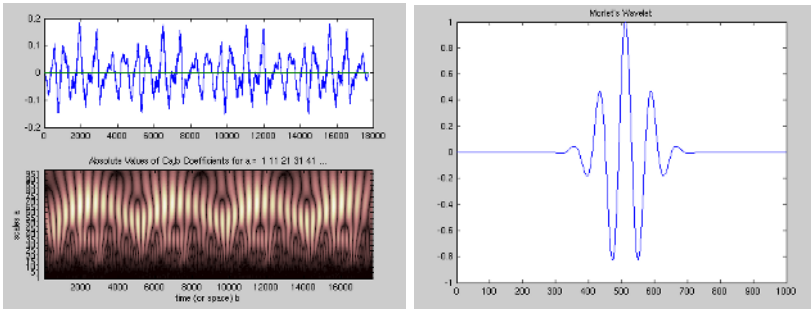 0.2
0.1
0
-0.1
-0.2
0 2000 4000 6000 8000 10000 12000 14000 16000 18000
Absolute Values of Ca,b Coefficients for a = 1 11 21 31 41 ...
scales a
2000 4000 6000 8000 10000 12000 14000 16000
time (or space) b
Morlet's Wavelet
1
0.8
0.6
0.4
0.2
0
-0.2
-0.4
-0.6
-0.8
-1
0 100 200 300 400 500 600 700 800 900 1000